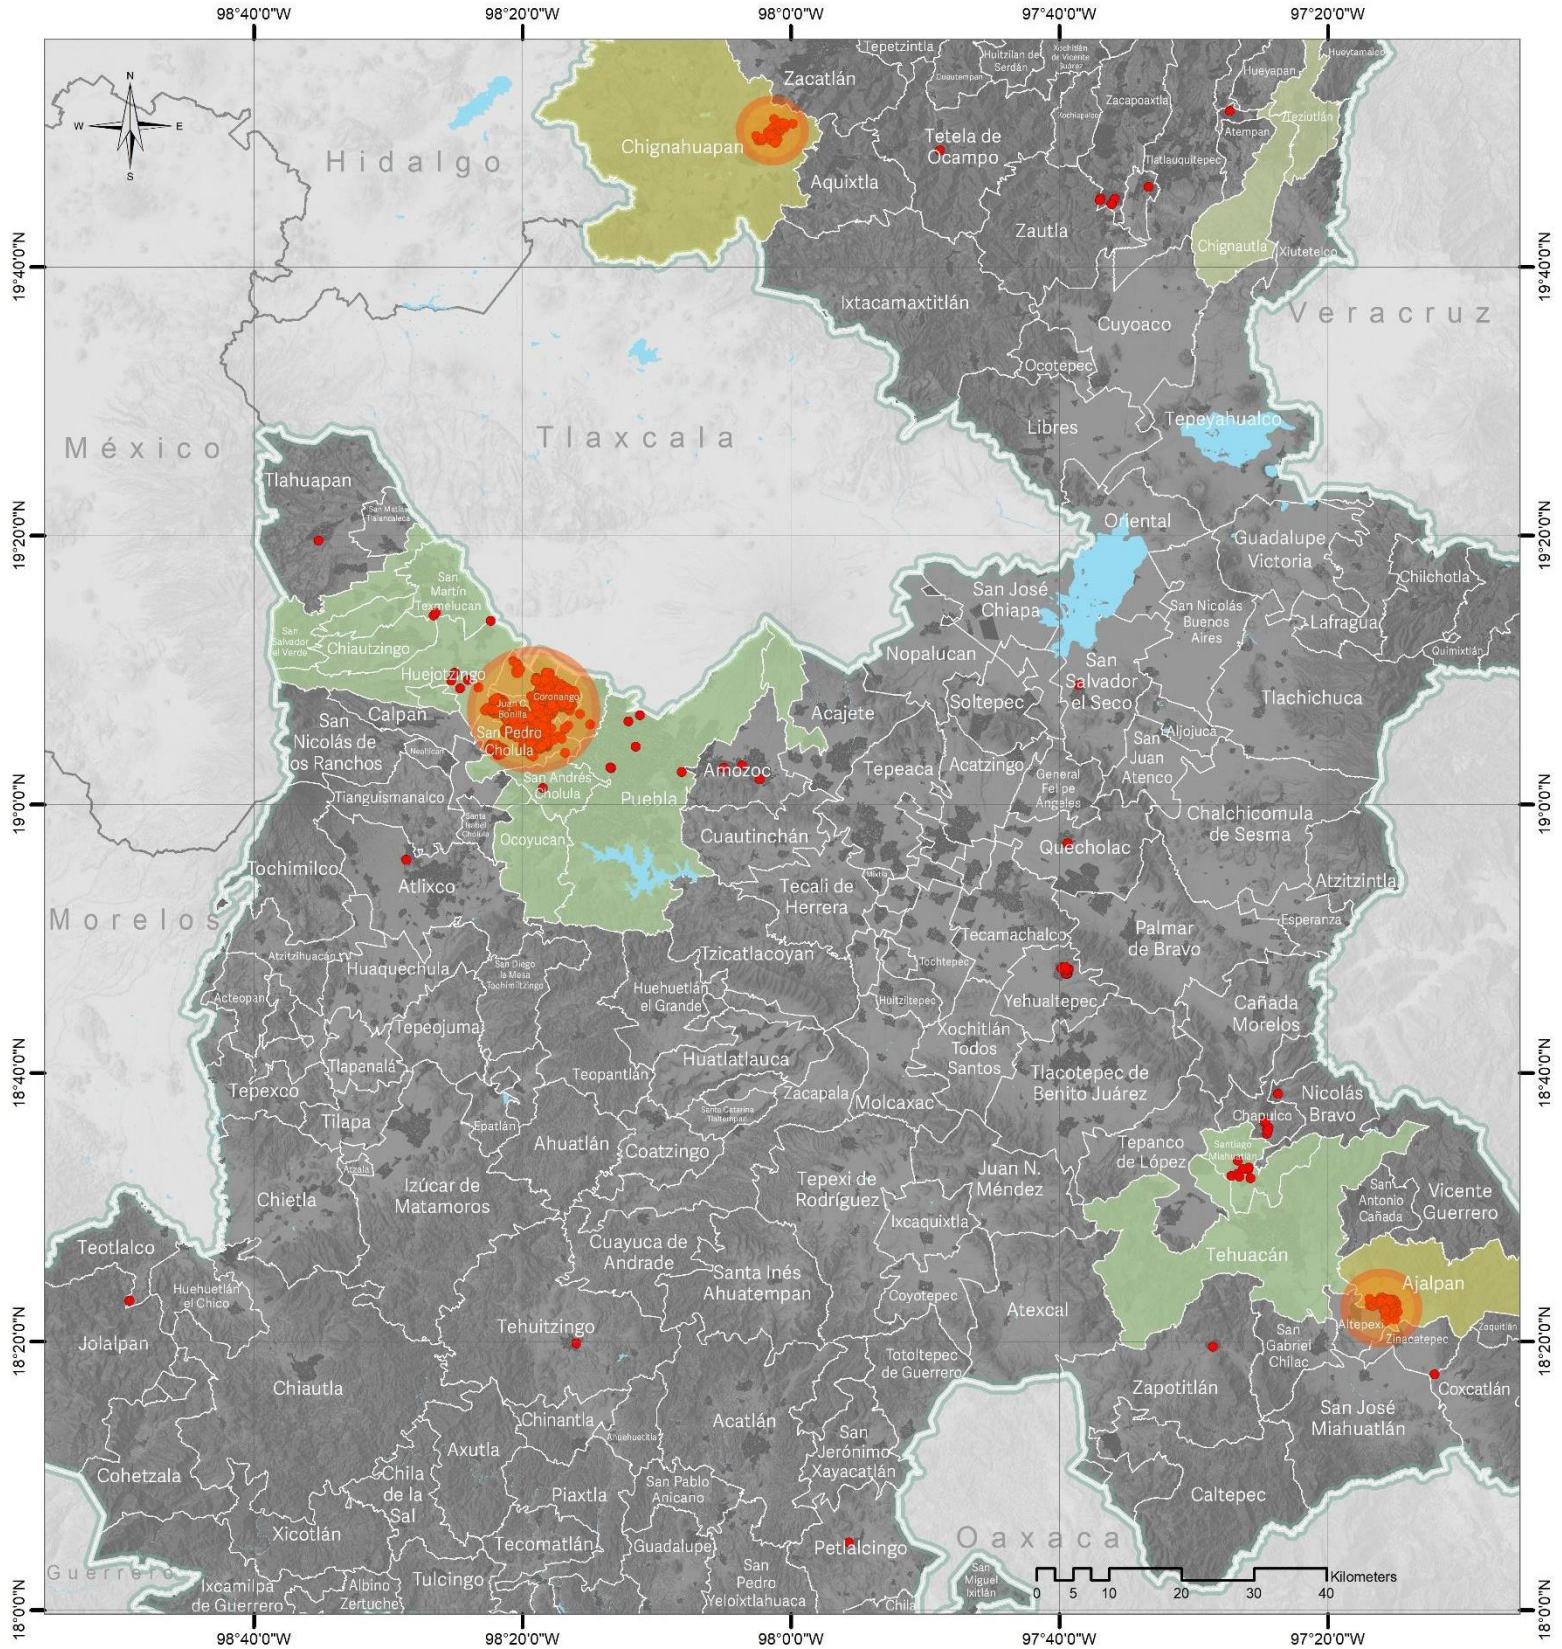 98°40'0"W
98°20'0"W
98°0'0"W
97°40'0"W
97°20'0"W
N
W
E
S
Hidalgo
Zacatlán
Tepetzintla
Cuautempan
Huitzilan de
Serdán
Xochitlán
de Vicente
Suárez
Hueyapan
Hueytamalco
Zacapoaxtla
Xochiapulco
Teziutlán
Atempan
Tlatlauquitepec
Chignahuapan
Tetela de
Ocampo
Aquixtla
Zautla
Chignautla
Xiutetelco
19°40'0"N
19°40'0"N
Ixtacamaxtitlán
Cuyoaco
Veracruz
Ocotepec
Libres
Tepeyahualco
México
Tlaxcala
Tlahuapan
San Matías
Tlalancaleca
Oriental
19°20'0"N
19°20'0"N
Guadalupe
Victoria
Chilchotla
San
Martín
Texmelucan
San José
Chiapa
San Nicolás
Buenos
Aires
Lafragua
Quimixtlán
San
Salvador
el Verde
Chiautzingo
Huejotzingo
Nopalucan
San
Salvador
el Seco
Tlachichuca
Coronango
Juan C.
Bonilla
San Pedro
Cholula
Calpan
San
Nicolás de
los Ranchos
Nealtican
Acajete
Soltepec
Aljojuca
San
Juan
Atenco
San Andrés
Cholula
Puebla
Amozoc
Tepeaca
Acatzingo
General
Felipe
Ángeles
Tianguismanalco
Santa
Isabel
Cholula
19°0'0"N
19°0'0"N
Chalchicomula
de Sesma
Ocoyucan
Cuautinchán
Quecholac
Tochimilco
Atlixco
Mixtla
Tecali de
Herrera
Atzitzintla
Morelos
Esperanza
Palmar
de Bravo
Tecamachalco
Atzitzihuacán
Huaquechula
San Diego
la Mesa
Tochimiltzingo
Tzicatlacoyan
Tochtepec
Acteopan
Huehuetlán
el Grande
Huitziltepec
Yehualtepec
Cañada
Morelos
Tepeojuma
Xochitlán
Todos
Santos
Tlapanalá
Huatlatlauca
Teopantlán
18°40'0"N
18°40'0"N
Tepexco
Tlacotepec de
Benito Juárez
Nicolás
Bravo
Zacapala
Molcaxac
Santa Catarina
Tlaltempan
Chapulco
Tilapa
Epatlán
Ahuatlán
Coatzingo
Tepanco
de López
Santiago
Miahuatlán
Atzala
Chietla
Izúcar de
Matamoros
Tepexi de
Rodríguez
Juan N.
Méndez
San
Antonio
Cañada
Vicente
Guerrero
Ixcaquixtla
Teotlalco
Cuayuca de
Andrade
Tehuacán
Huehuetlán
el Chico
Santa Inés
Ahuatempan
Coyotepec
Atexcal
Ajalpan
Altepexi
Zinacatepec
Zoquitlán
Tehuitzingo
Jolalpan
18°20'0"N
18°20'0"N
San
Gabriel
Chilac
Totoltepec
de Guerrero
Chiautla
Zapotitlán
Coxcatlán
San José
Miahuatlán
Chinantla
Ahuehuetitla
Acatlán
San
Jerónimo
Xayacatlán
Axutla
Cohetzala
Chila
de la
Sal
Piaxtla
San Pablo
Anicano
Caltepec
Xicotlán
Tecomatlán
Guadalupe
Petlalcingo
Oaxaca
Guerrero
Ixcamilpa
de Guerrero
Albino
Zertuche
Tulcingo
San
Pedro
Yeloixtlahuaca
Chila
San
Miguel
Ixitlán
0 5 10 20 30 40 Kilometers
18°0'0"N
18°0'0"N
98°40'0"W
98°20'0"W
98°0'0"W
97°40'0"W
97°20'0"W